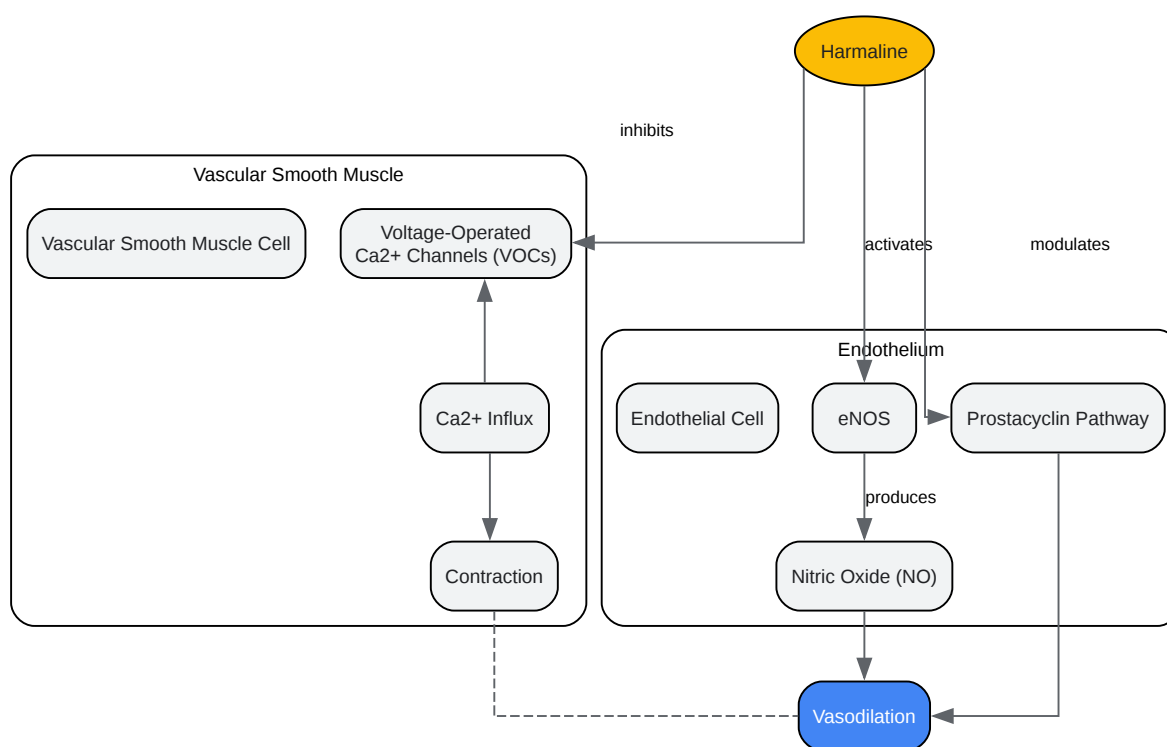 Harmaline
inhibits
Vascular Smooth Muscle
Vascular Smooth Muscle Cell
Voltage-Operated
Ca2+ Channels (VOCs)
activates
modulates
Endothelium
Ca2+ Influx
Endothelial Cell
eNOS
Prostacyclin Pathway
produces
Contraction
Nitric Oxide (NO)
Vasodilation